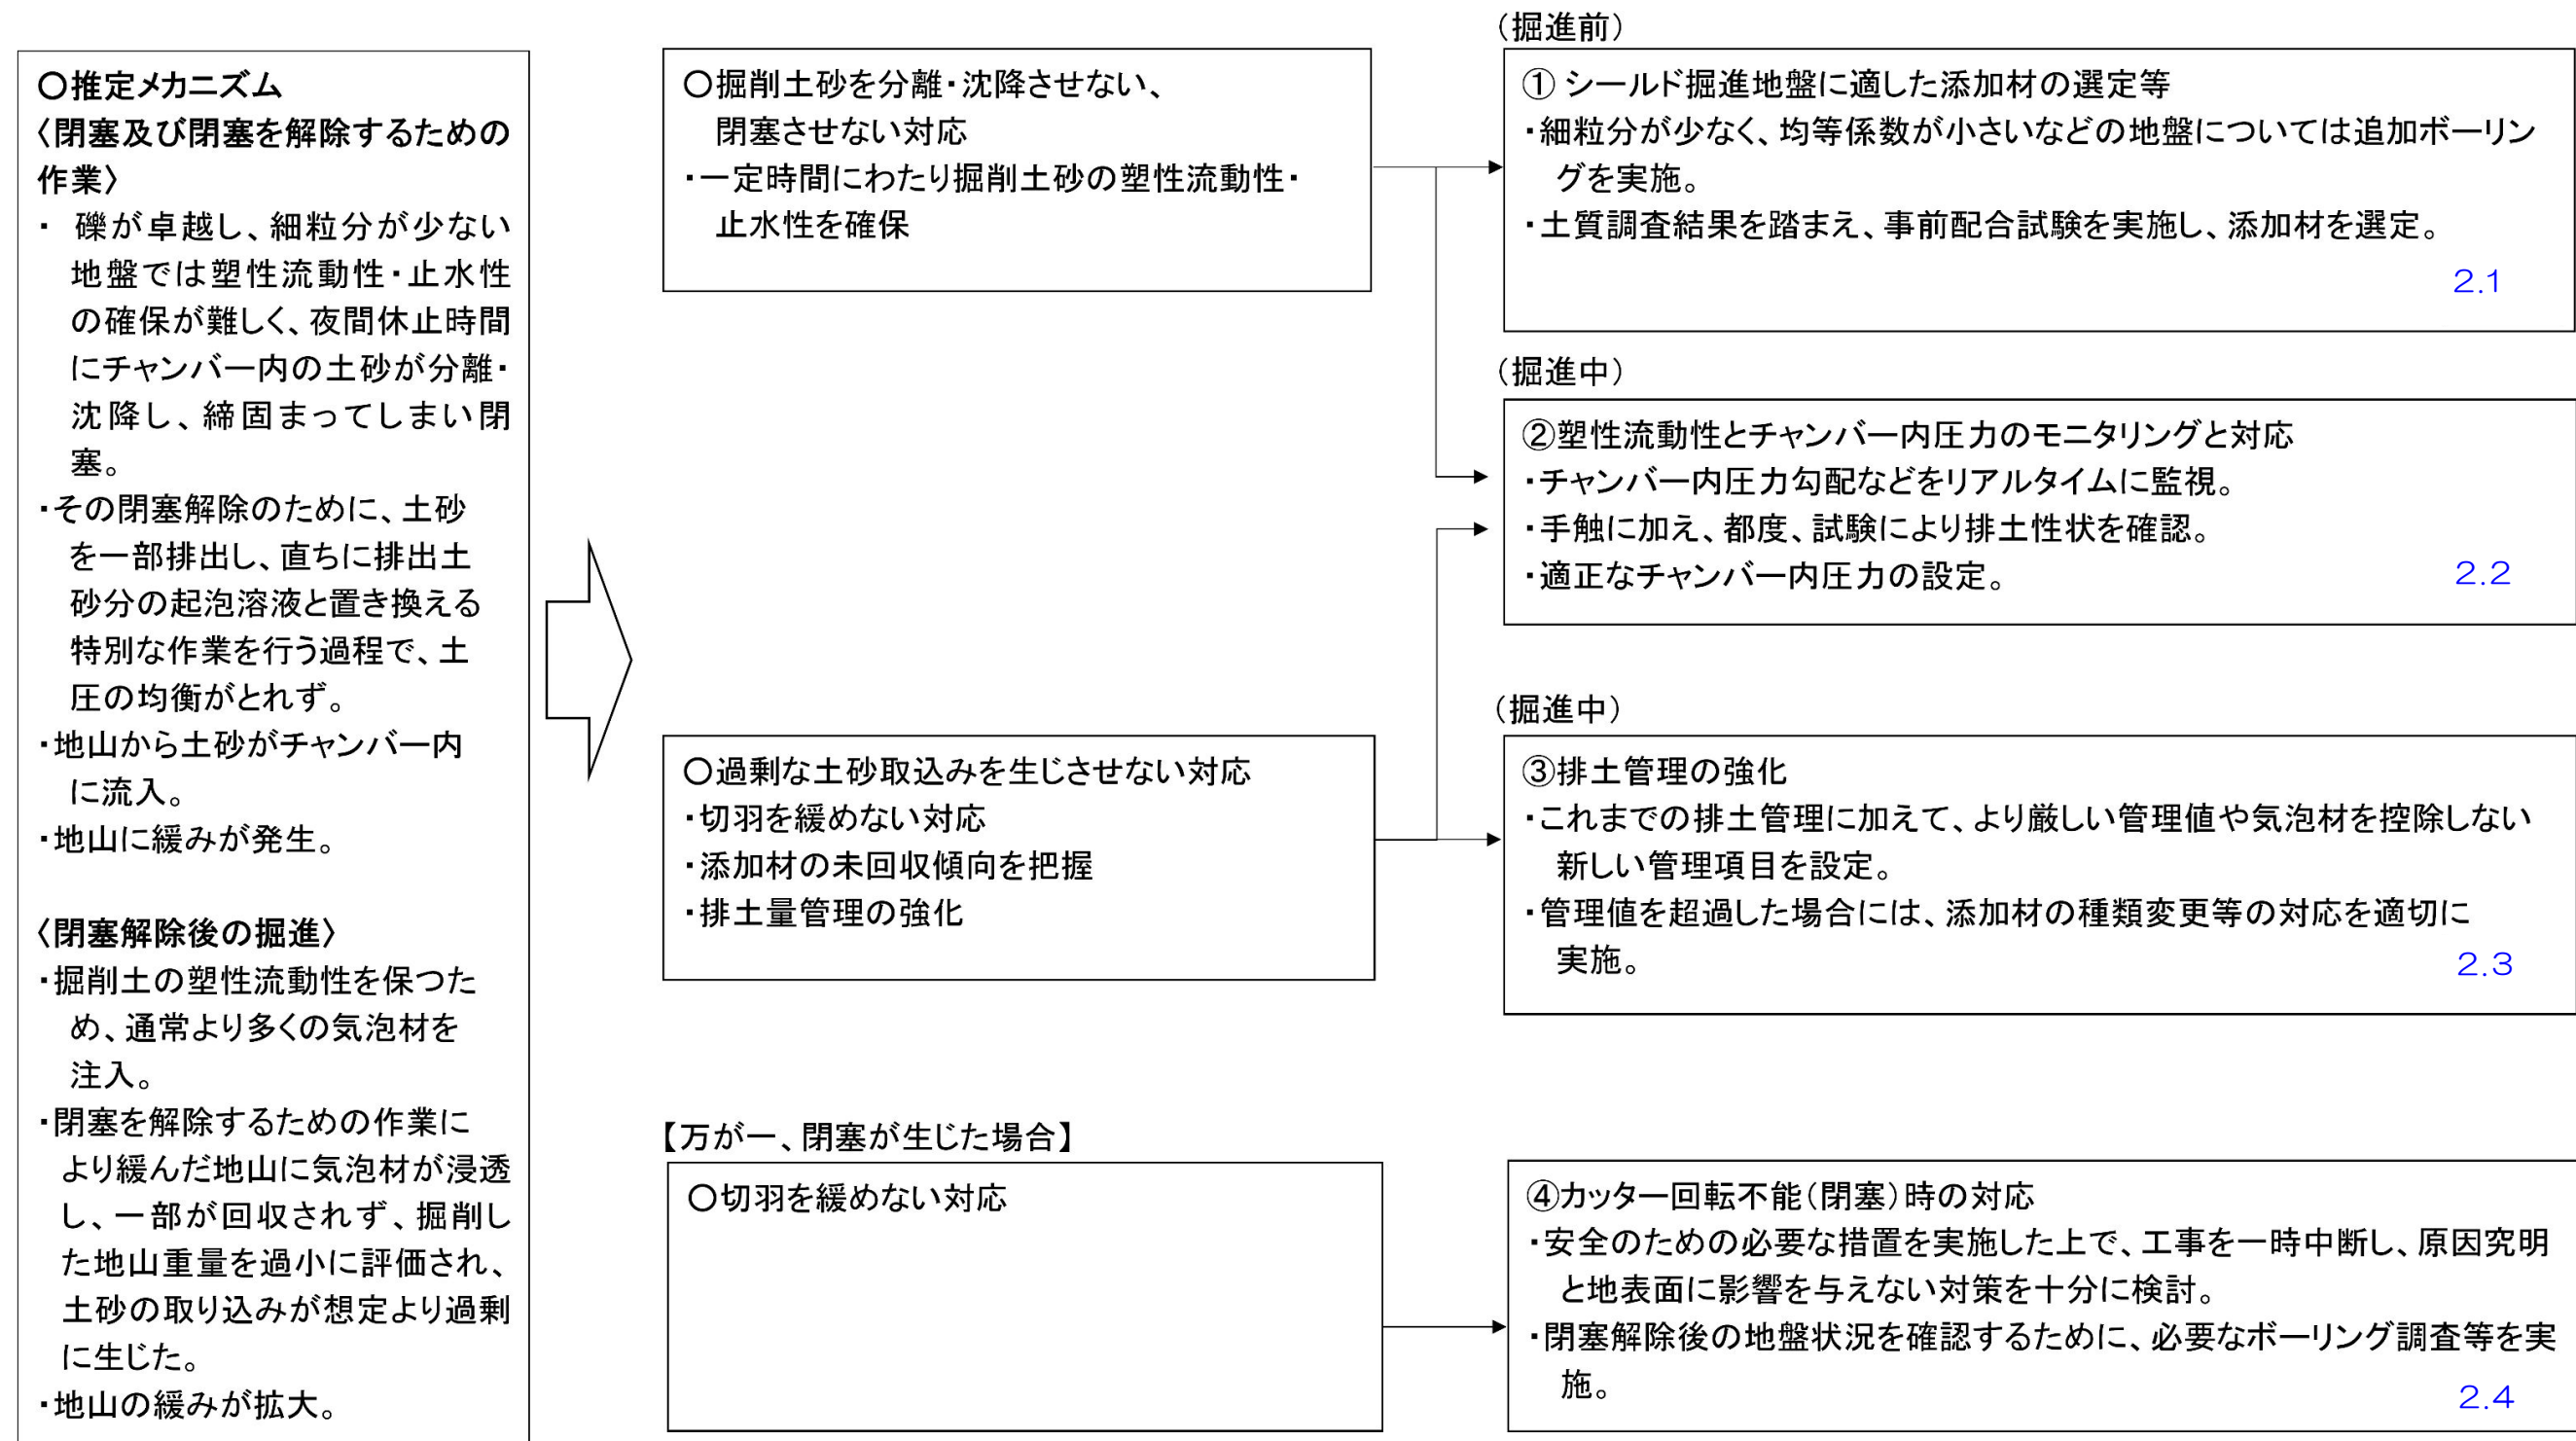 〇推定メカニズム
〈閉塞及び閉塞を解除するための
作業〉
・ 礫が卓越し、細粒分が少ない
地盤では塑性流動性・止水性
の確保が難しく、夜間休止時間
にチャンバー内の土砂が分離・
沈降し、締固まってしまい閉
塞。
・その閉塞解除のために、土砂
を一部排出し、直ちに排出土
砂分の起泡溶液と置き換える
特別な作業を行う過程で、土
圧の均衡がとれず。
・地山から土砂がチャンバー内
に流入。
・地山に緩みが発生。
〈閉塞解除後の掘進〉
・掘削土の塑性流動性を保つた
め、通常より多くの気泡材を
注入。
・閉塞を解除するための作業に
より緩んだ地山に気泡材が浸透
し、一部が回収されず、掘削し
た地山重量を過小に評価され、
土砂の取り込みが想定より過剰
に生じた。
・地山の緩みが拡大。
〇掘削土砂を分離・沈降させない、
閉塞させない対応
・一定時間にわたり掘削土砂の塑性流動性・
止水性を確保
（掘進前）
① シールド掘進地盤に適した添加材の選定等
・細粒分が少なく、均等係数が小さいなどの地盤については追加ボーリン
グを実施。
・土質調査結果を踏まえ、事前配合試験を実施し、添加材を選定。
2.1
（掘進中）
②塑性流動性とチャンバー内圧力のモニタリングと対応
・チャンバー内圧力勾配などをリアルタイムに監視。
・手触に加え、都度、試験により排土性状を確認。
・適正なチャンバー内圧力の設定。
2.2
〇過剰な土砂取込みを生じさせない対応
・切羽を緩めない対応
・添加材の未回収傾向を把握
・排土量管理の強化
（掘進中）
③排土管理の強化
・これまでの排土管理に加えて、より厳しい管理値や気泡材を控除しない
新しい管理項目を設定。
・管理値を超過した場合には、添加材の種類変更等の対応を適切に
実施。
2.3
【万が一、閉塞が生じた場合】
〇切羽を緩めない対応
④カッター回転不能（閉塞）時の対応
・安全のための必要な措置を実施した上で、工事を一時中断し、原因究明
と地表面に影響を与えない対策を十分に検討。
・閉塞解除後の地盤状況を確認するために、必要なボーリング調査等を実
施。
2.4